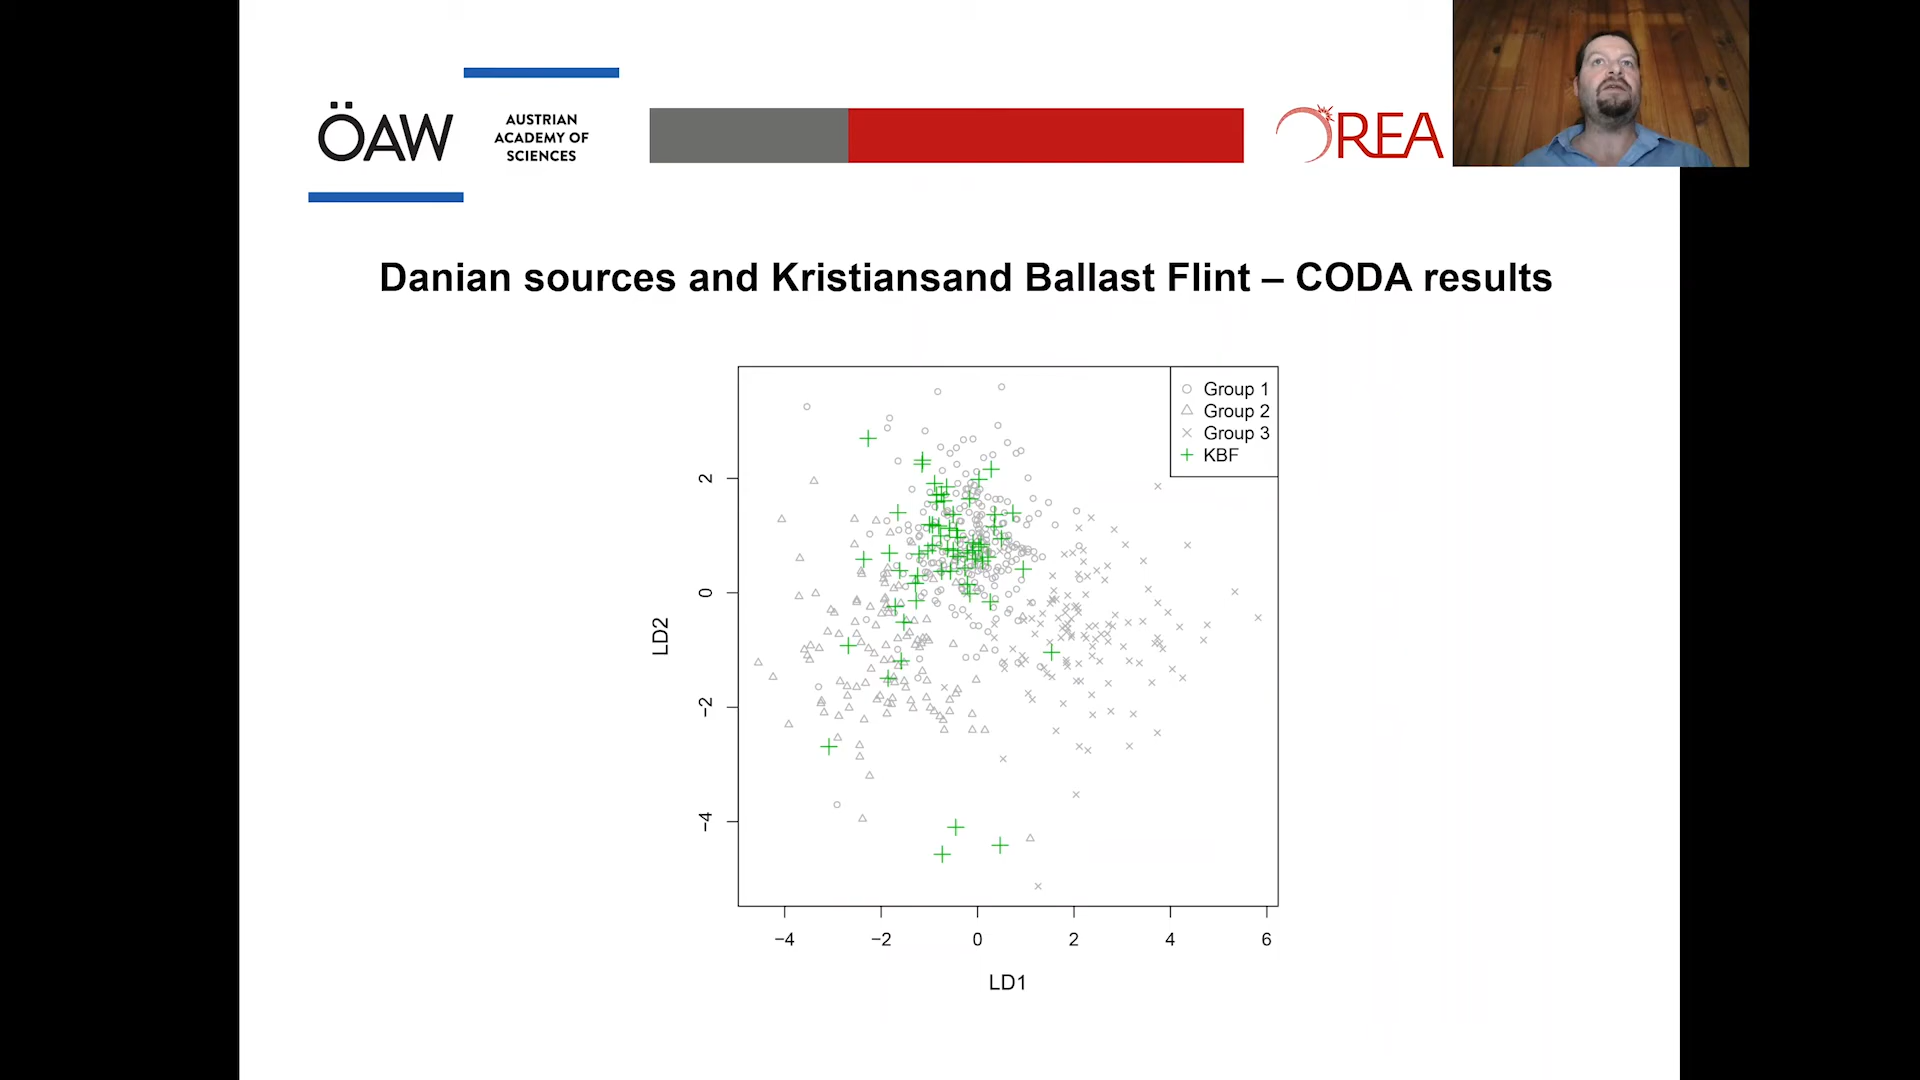 ÖAW
AUSTRIAN
ACADEMY OF
SCIENCES
OREA
Danian sources and Kristiansand Ballast Flint – CODA results
Group 1
Group 2
Group 3
KBF
2
0
−2
−4
LD2
−4 −2 0 2 4 6
LD1